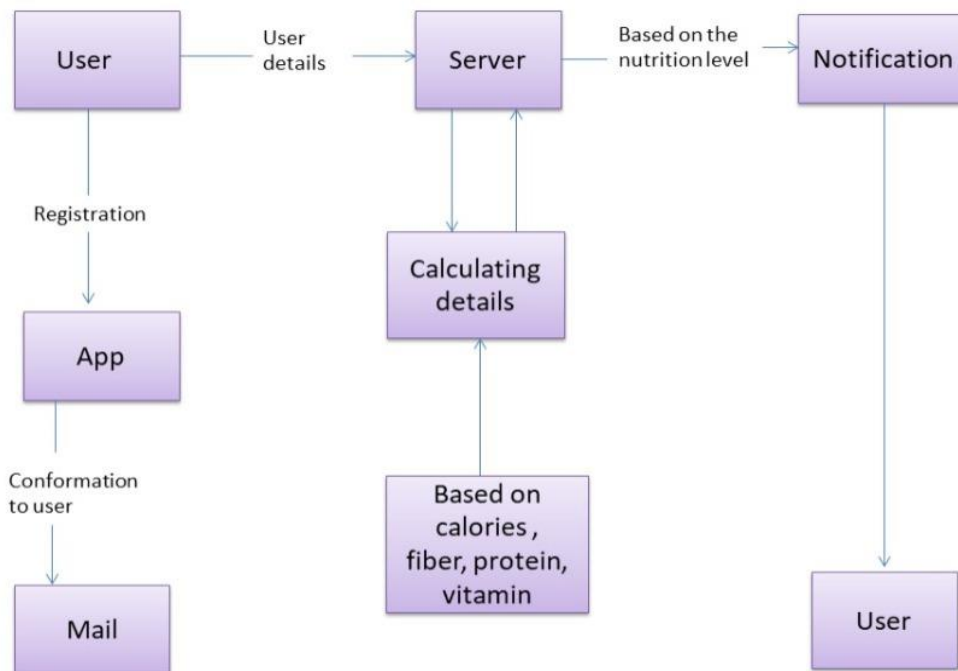 User
User
details
Server
Based on the
nutrition level
Notification
Registration
Calculating
details
App
Conformation
to user
Based on
calories ,
fiber, protein,
vitamin
Mail
User